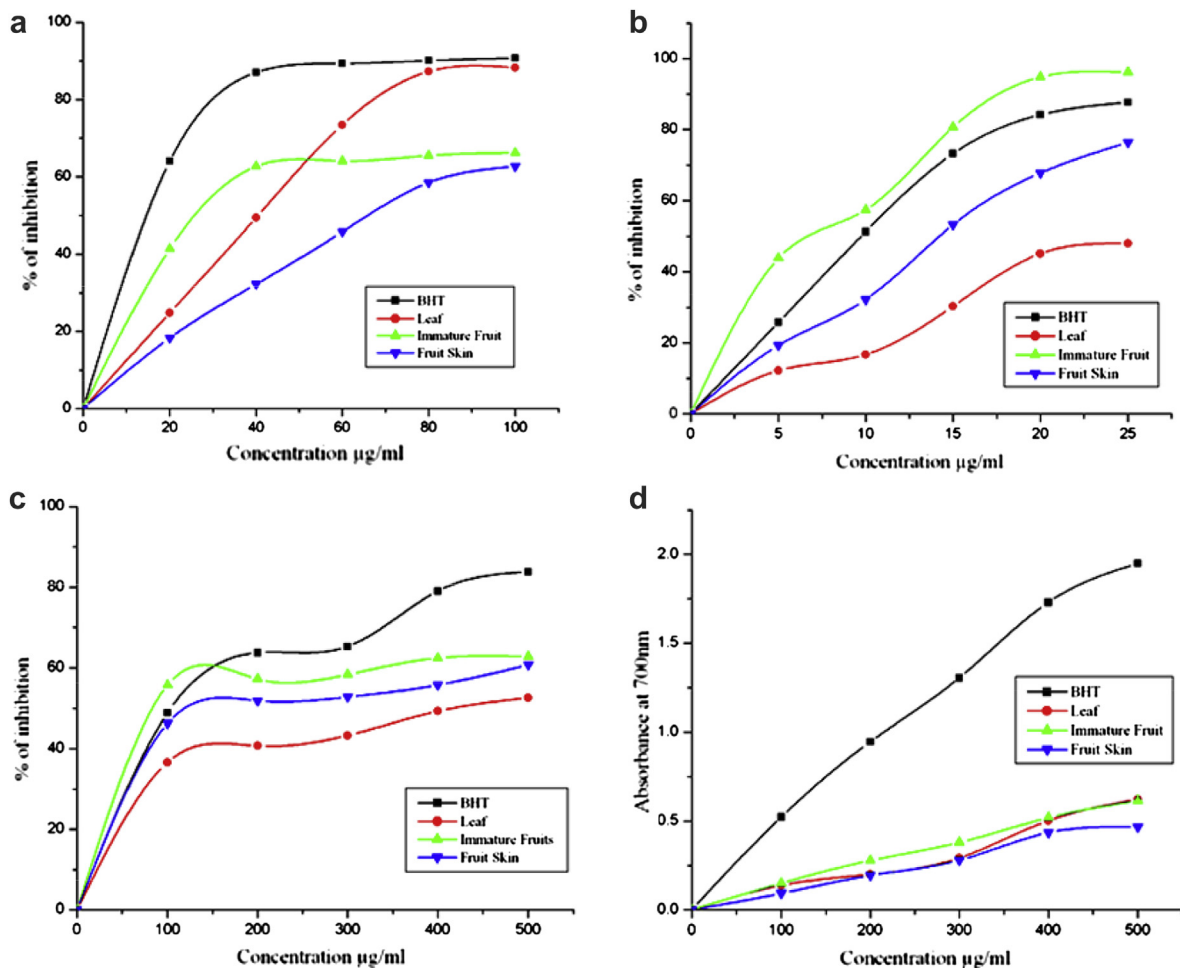 a
% of inhibition
100
80
60
40
20
0
0 20 40 60 80 100
Concentration µg/ml
BHT
Leaf
Immature Fruit
Fruit Skin
b
% of inhibition
100
80
60
40
20
0
0 5 10 15 20 25
Concentration µg/ml
BHT
Leaf
Immature Fruit
Fruit Skin
c
% of inhibition
100
80
60
40
20
0
0 100 200 300 400 500
Concentration µg/ml
BHT
Leaf
Immature Fruits
Fruit Skin
d
Absorbance at 700nm
2.0
1.5
1.0
0.5
0.0
0 100 200 300 400 500
Concentration µg/ml
BHT
Leaf
Immature Fruit
Fruit Skin